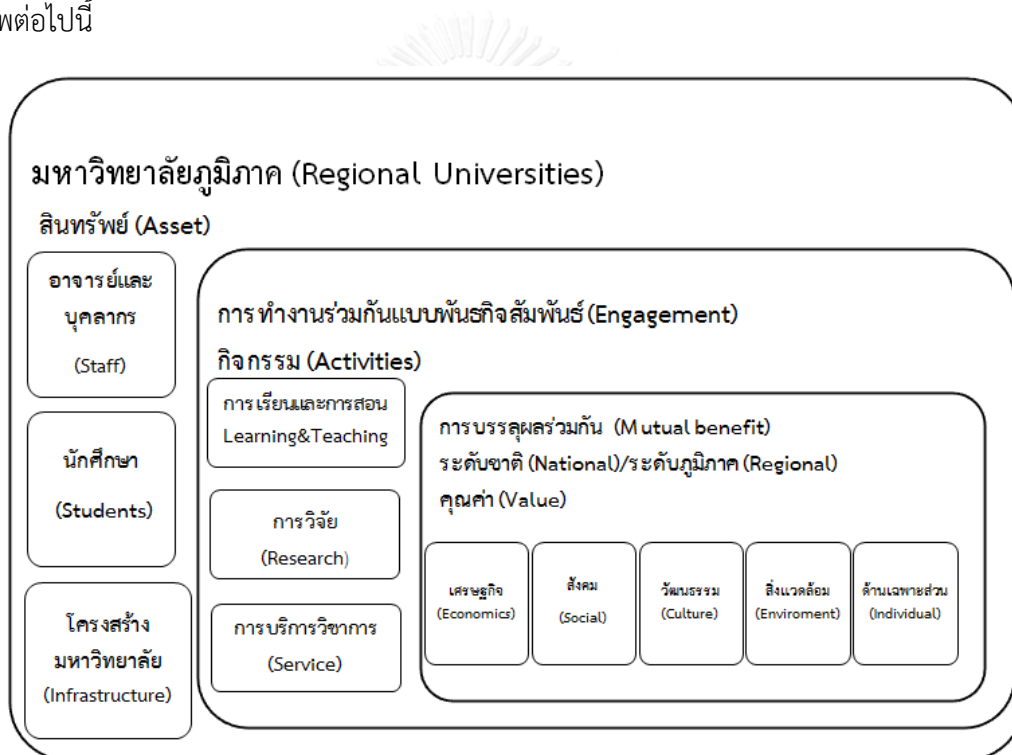 พต่อไปนี้
มหาวิทยาลัยภูมิภาค (Regional Universities)
สินทรัพย์ (Asset)
อาจารย์และ
บุคลากร
(Staff)
นักศึกษา
(Students)
โครงสร้าง
มหาวิทยาลัย
(Infrastructure)
การทำงานร่วมกันแบบพันธกิจสัมพันธ์ (Engagement)
กิจกรรม (Activities)
การเรียนและการสอน
Learning&Teaching
การวิจัย
(Research)
การบริการวิชาการ
(Service)
การบรรลุผลร่วมกัน (Mutual benefit)
ระดับชาติ (National)/ระดับภูมิภาค (Regional)
คุณค่า (Value)
เศรษฐกิจ
(Economics)
สังคม
(Social)
วัฒนธรรม
(Culture)
สิ่งแวดล้อม
(Enviroment)
ด้านเฉพาะส่วน
(Individual)